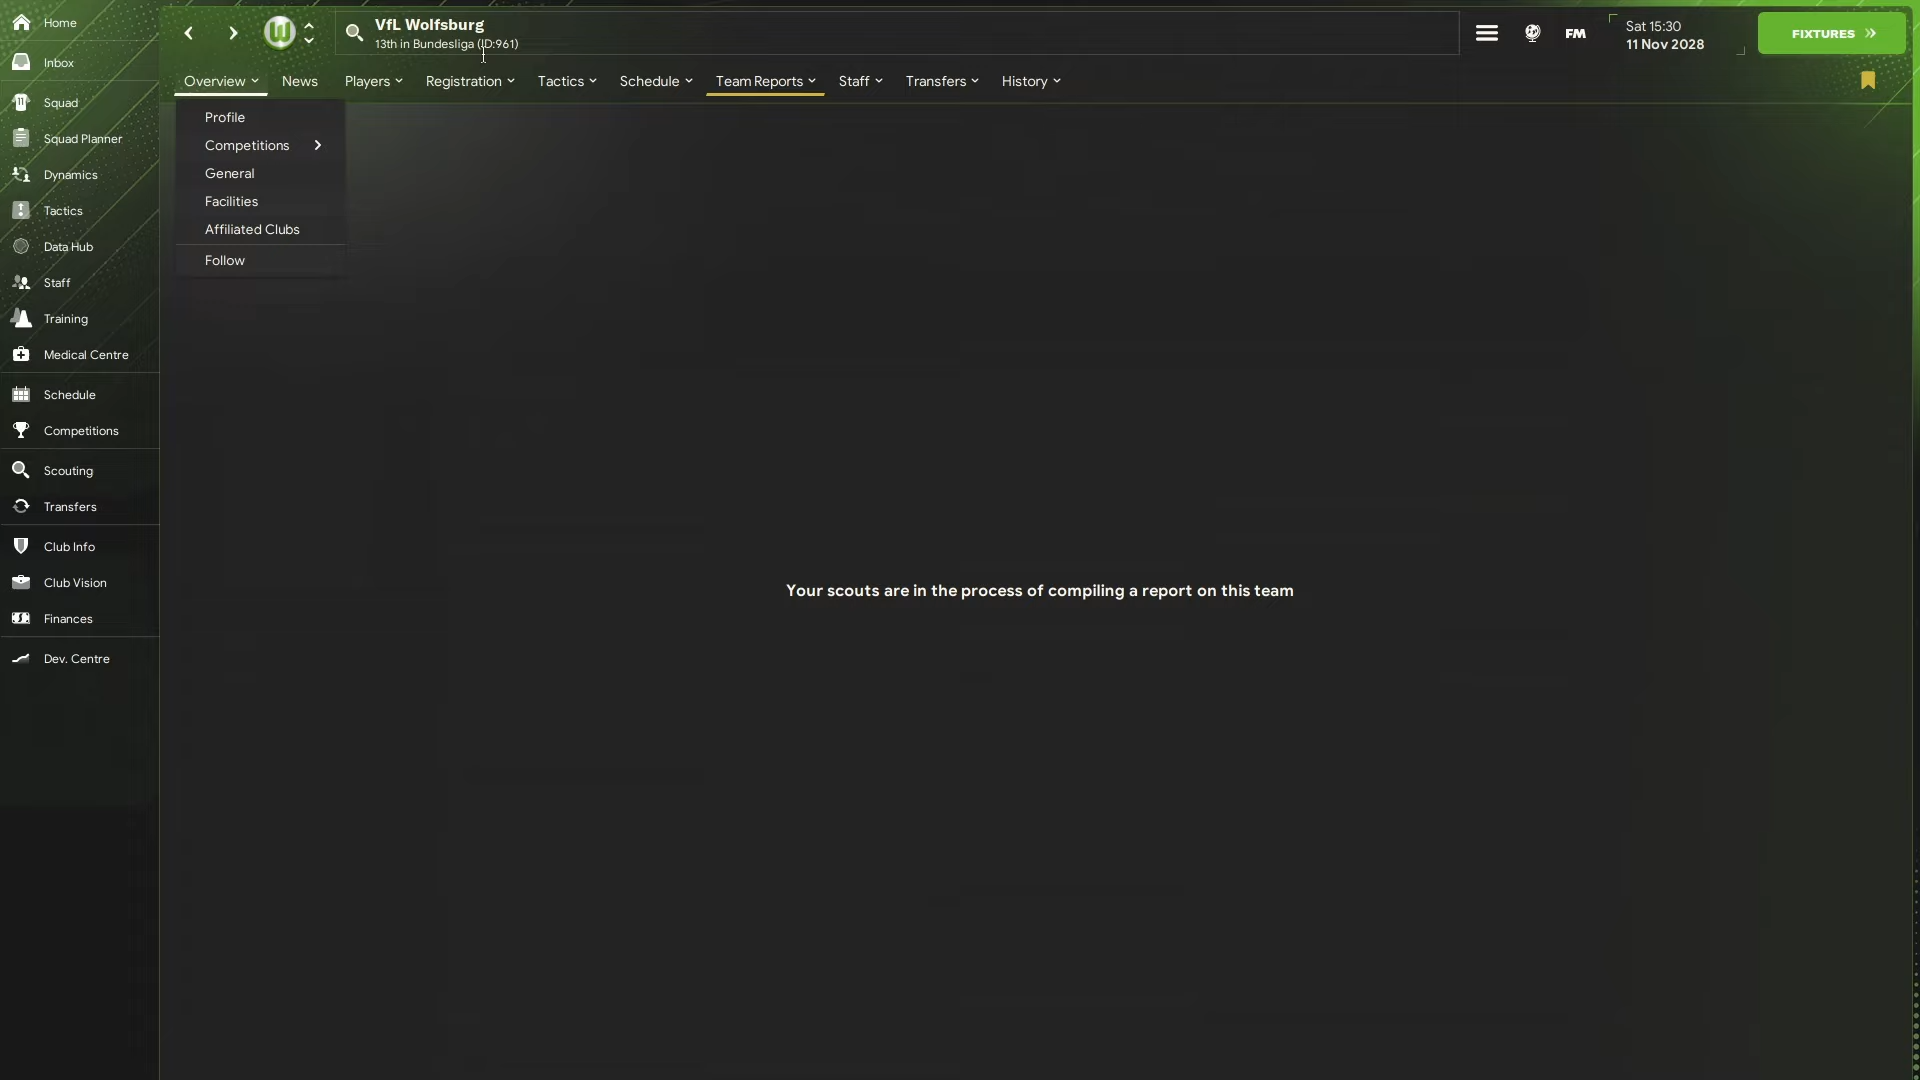 Home
Inbox
Squad
Squad Planner
Dynamics
Tactics
Data Hub
Staff
Training
Medical Centre
Schedule
Competitions
Scouting
Transfers
Club Info
Club Vision
Finances
Dev. Centre
VfL Wolfsburg
13th in Bundesliga (ID:961)
FM
Sat 15:30
11 Nov 2028
FIXTURES
Overview News Players Registration Tactics Schedule Team Reports Staff Transfers History
Profile
Competitions
General
Facilities
Affiliated Clubs
Follow
Your scouts are in the process of compiling a report on this team